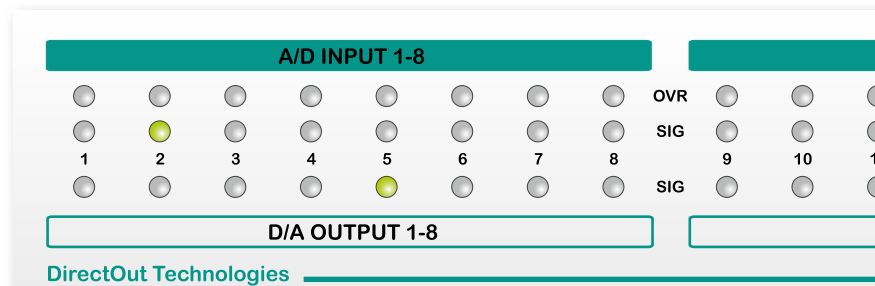 A/D INPUT 1-8
OVR
SIG
1 2 3 4 5 6 7 8 9 10
SIG
D/A OUTPUT 1-8
DirectOut Technologies